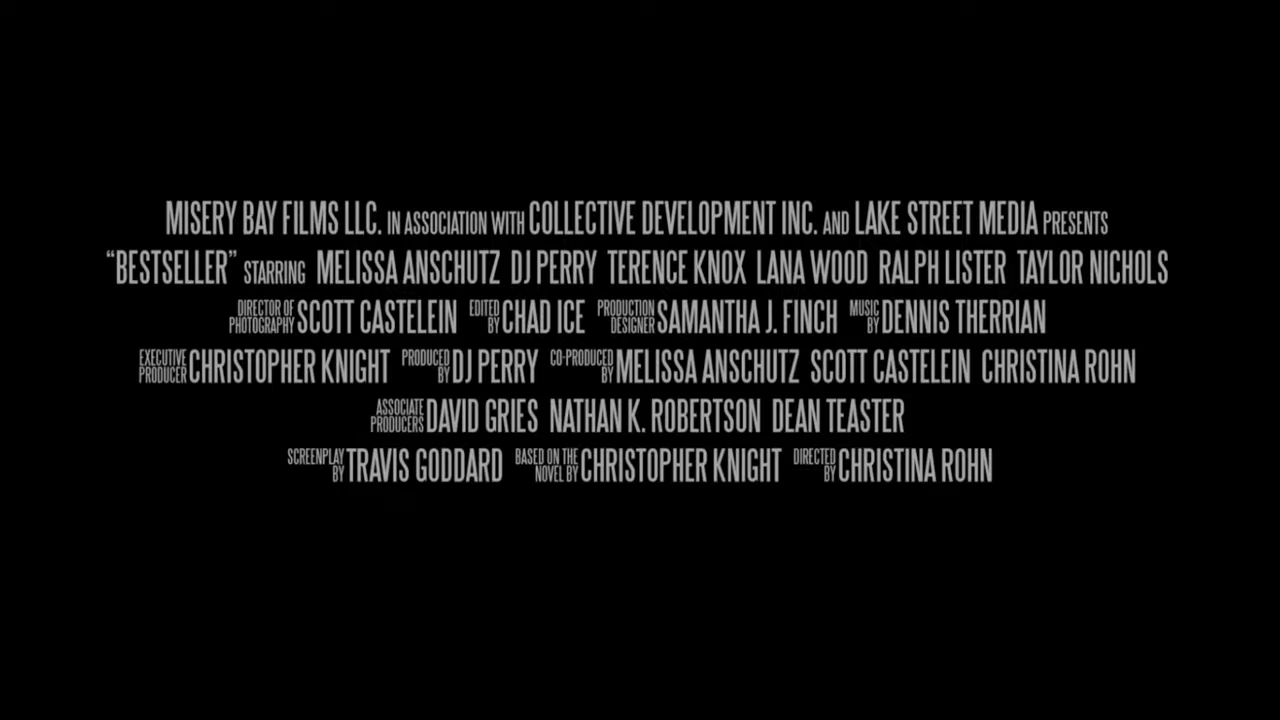 MISERY BAY FILMS LLC. IN ASSOCIATION WITH COLLECTIVE DEVELOPMENT INC. AND LAKE STREET MEDIA PRESENTS
“BESTSELLER” STARRING MELISSA ANSCHUTZ DJ PERRY TERENCE KNOX LANA WOOD RALPH LISTER TAYLOR NICHOLS
DIRECTOR OF PHOTOGRAPHY SCOTT CASTELEIN EDITED BY CHAD ICE PRODUCTION DESIGNER SAMANTHA J. FINCH MUSIC BY DENNIS THERRIAN
EXECUTIVE PRODUCER CHRISTOPHER KNIGHT PRODUCED BY DJ PERRY CO-PRODUCED BY MELISSA ANSCHUTZ SCOTT CASTELEIN CHRISTINA ROHN
ASSOCIATE PRODUCERS DAVID GRIES NATHAN K. ROBERTSON DEAN TEASTER
SCREENPLAY BY TRAVIS GODDARD BASED ON THE NOVEL BY CHRISTOPHER KNIGHT DIRECTED BY CHRISTINA ROHN